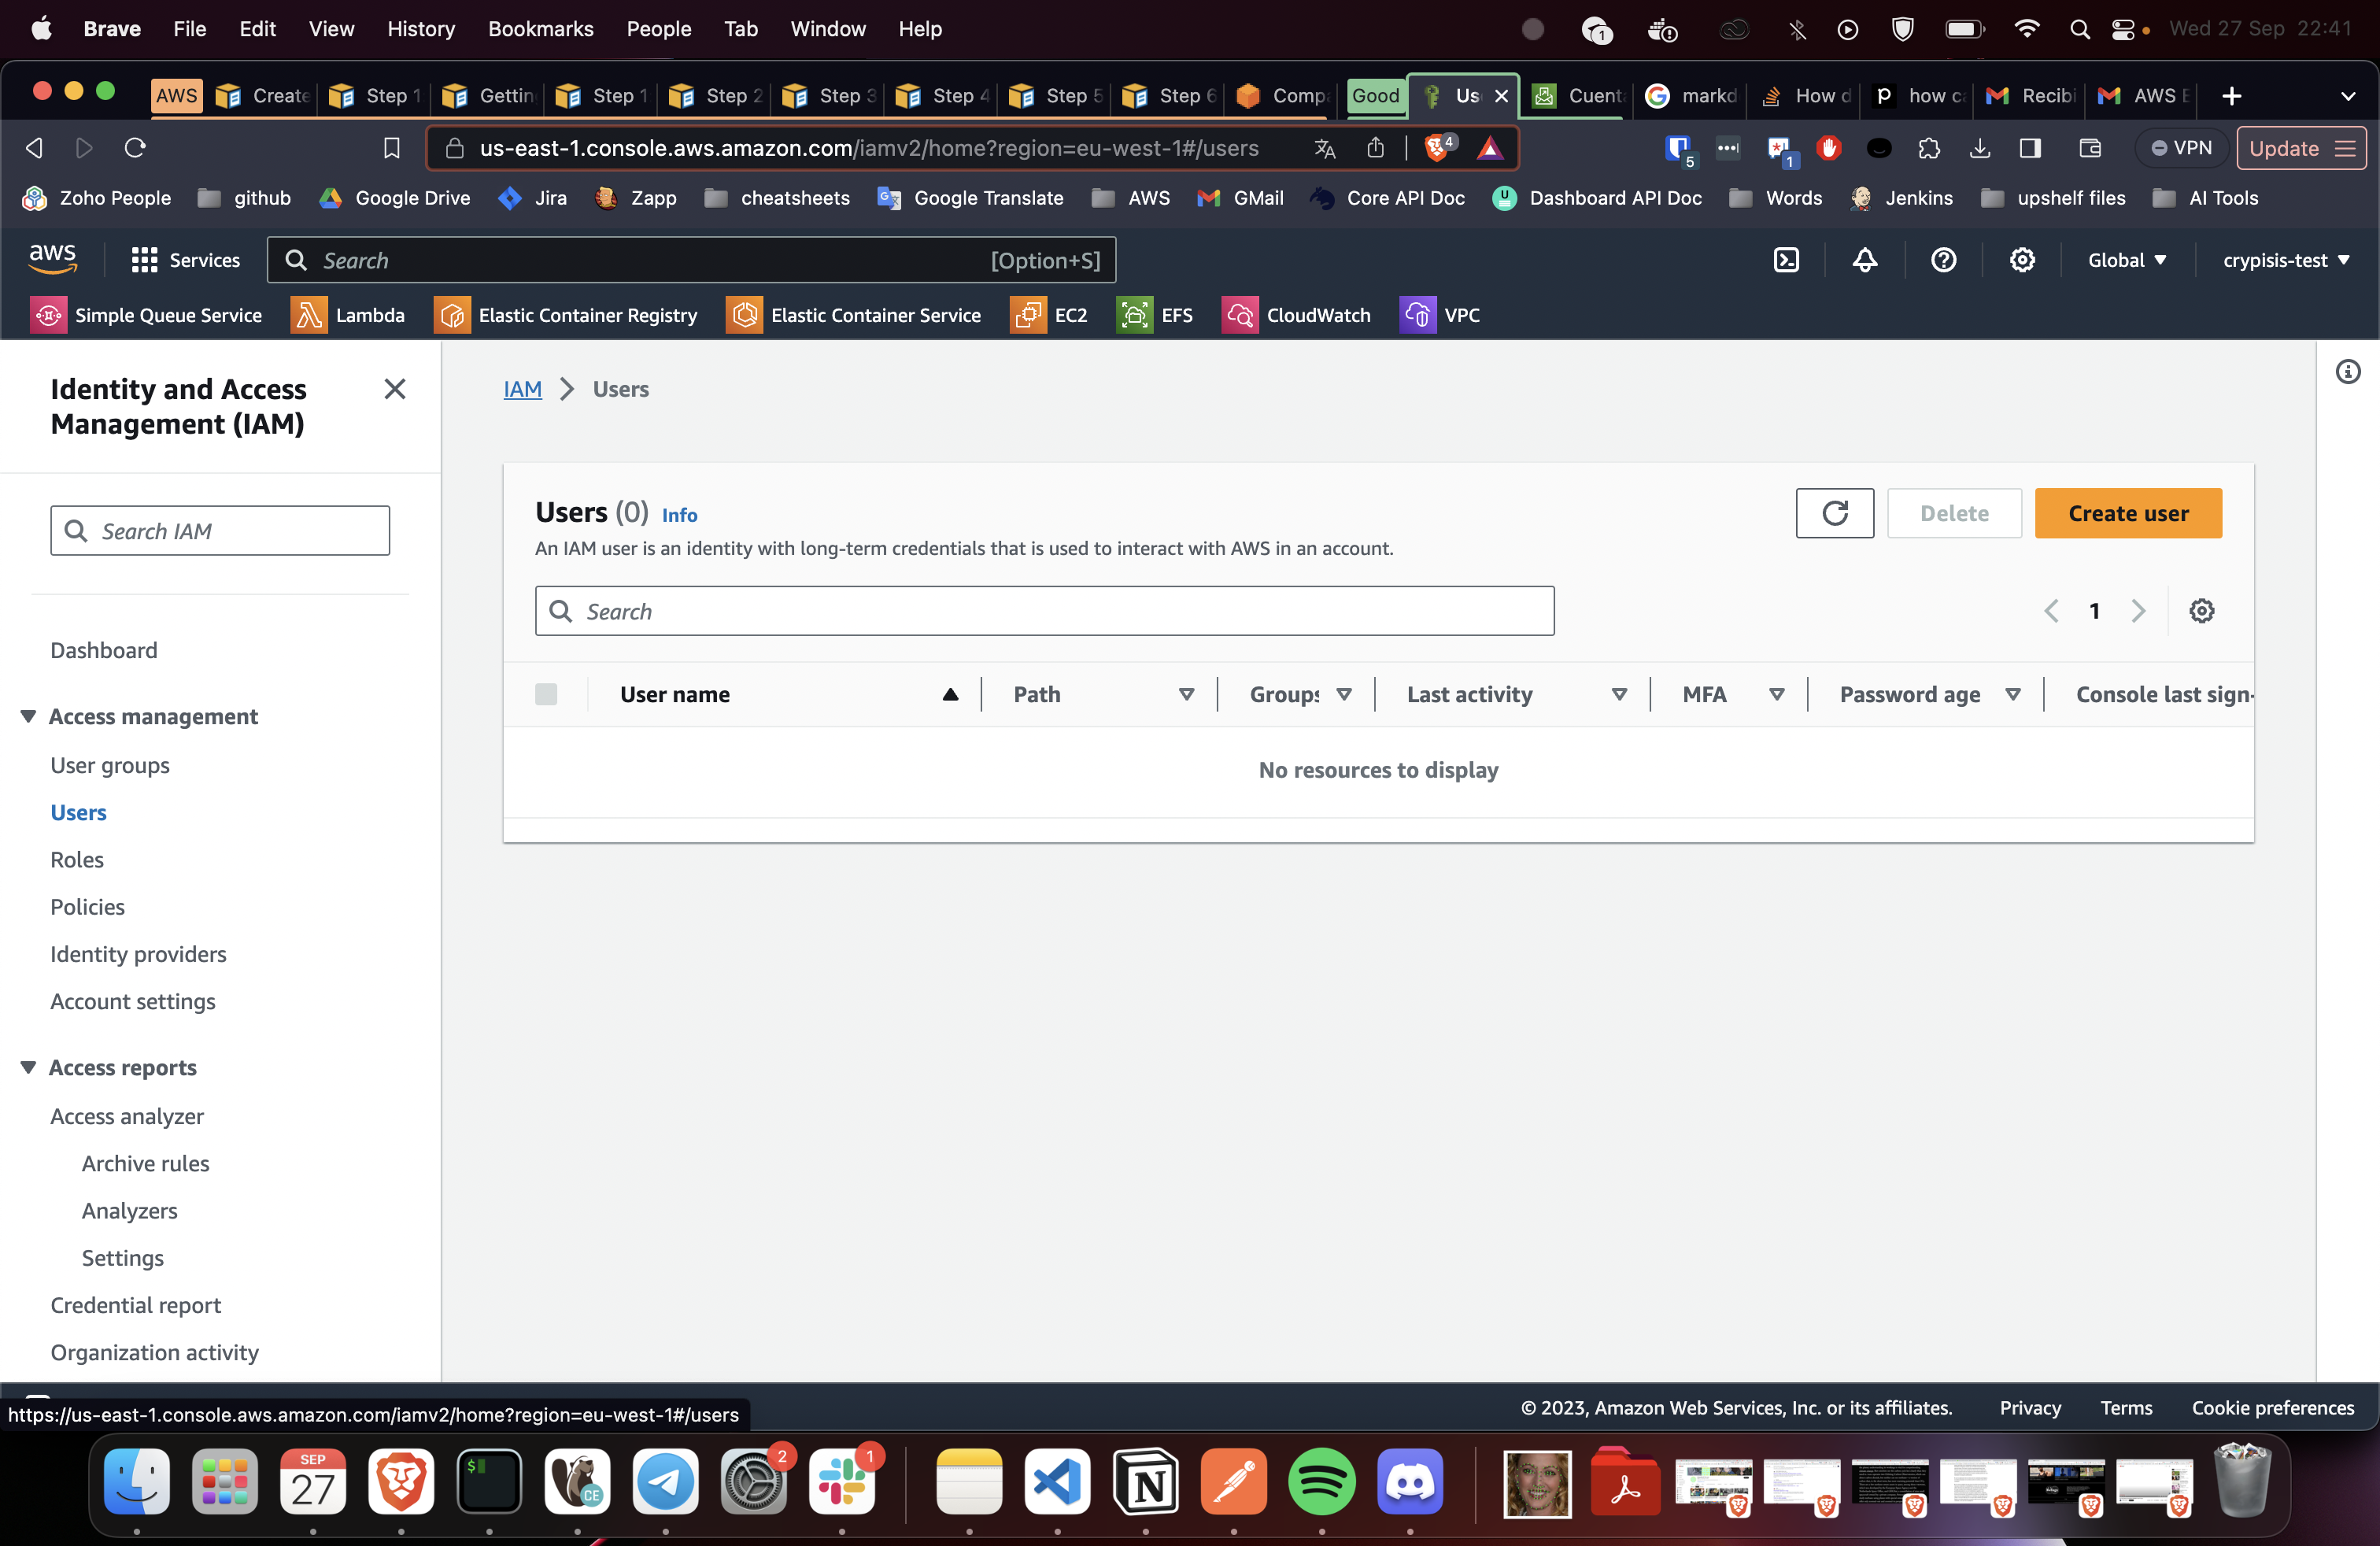 Brave File Edit View History Bookmarks People Tab Window Help
1
Wed 27 Sep 22:41
AWS Create Step 1 Gettin Step 1 Step 2 Step 3 Step 4 Step 5 Step 6 Compa Good Us Cuent markd How d how ca Recibi AWS E
us-east-1.console.aws.amazon.com/iamv2/home?region=eu-west-1#/users
4
5
1
VPN
Update
Zoho People github Google Drive Jira Zapp cheatsheets Google Translate AWS GMail Core API Doc Dashboard API Doc Words Jenkins upshelf files AI Tools
aws Services Search [Option+S] Global crypisis-test
Simple Queue Service Lambda Elastic Container Registry Elastic Container Service EC2 EFS CloudWatch VPC
Identity and Access
Management (IAM)
Search IAM
Dashboard
Access management
User groups
Users
Roles
Policies
Identity providers
Account settings
Access reports
Access analyzer
Archive rules
Analyzers
Settings
Credential report
Organization activity
IAM Users
Users (0) Info
An IAM user is an identity with long-term credentials that is used to interact with AWS in an account.
Delete
Create user
Search
1
User name Path Groups Last activity MFA Password age Console last sign-
No resources to display
https://us-east-1.console.aws.amazon.com/iamv2/home?region=eu-west-1#/users
© 2023, Amazon Web Services, Inc. or its affiliates. Privacy Terms Cookie preferences
SEP
27
$
CE
2
1